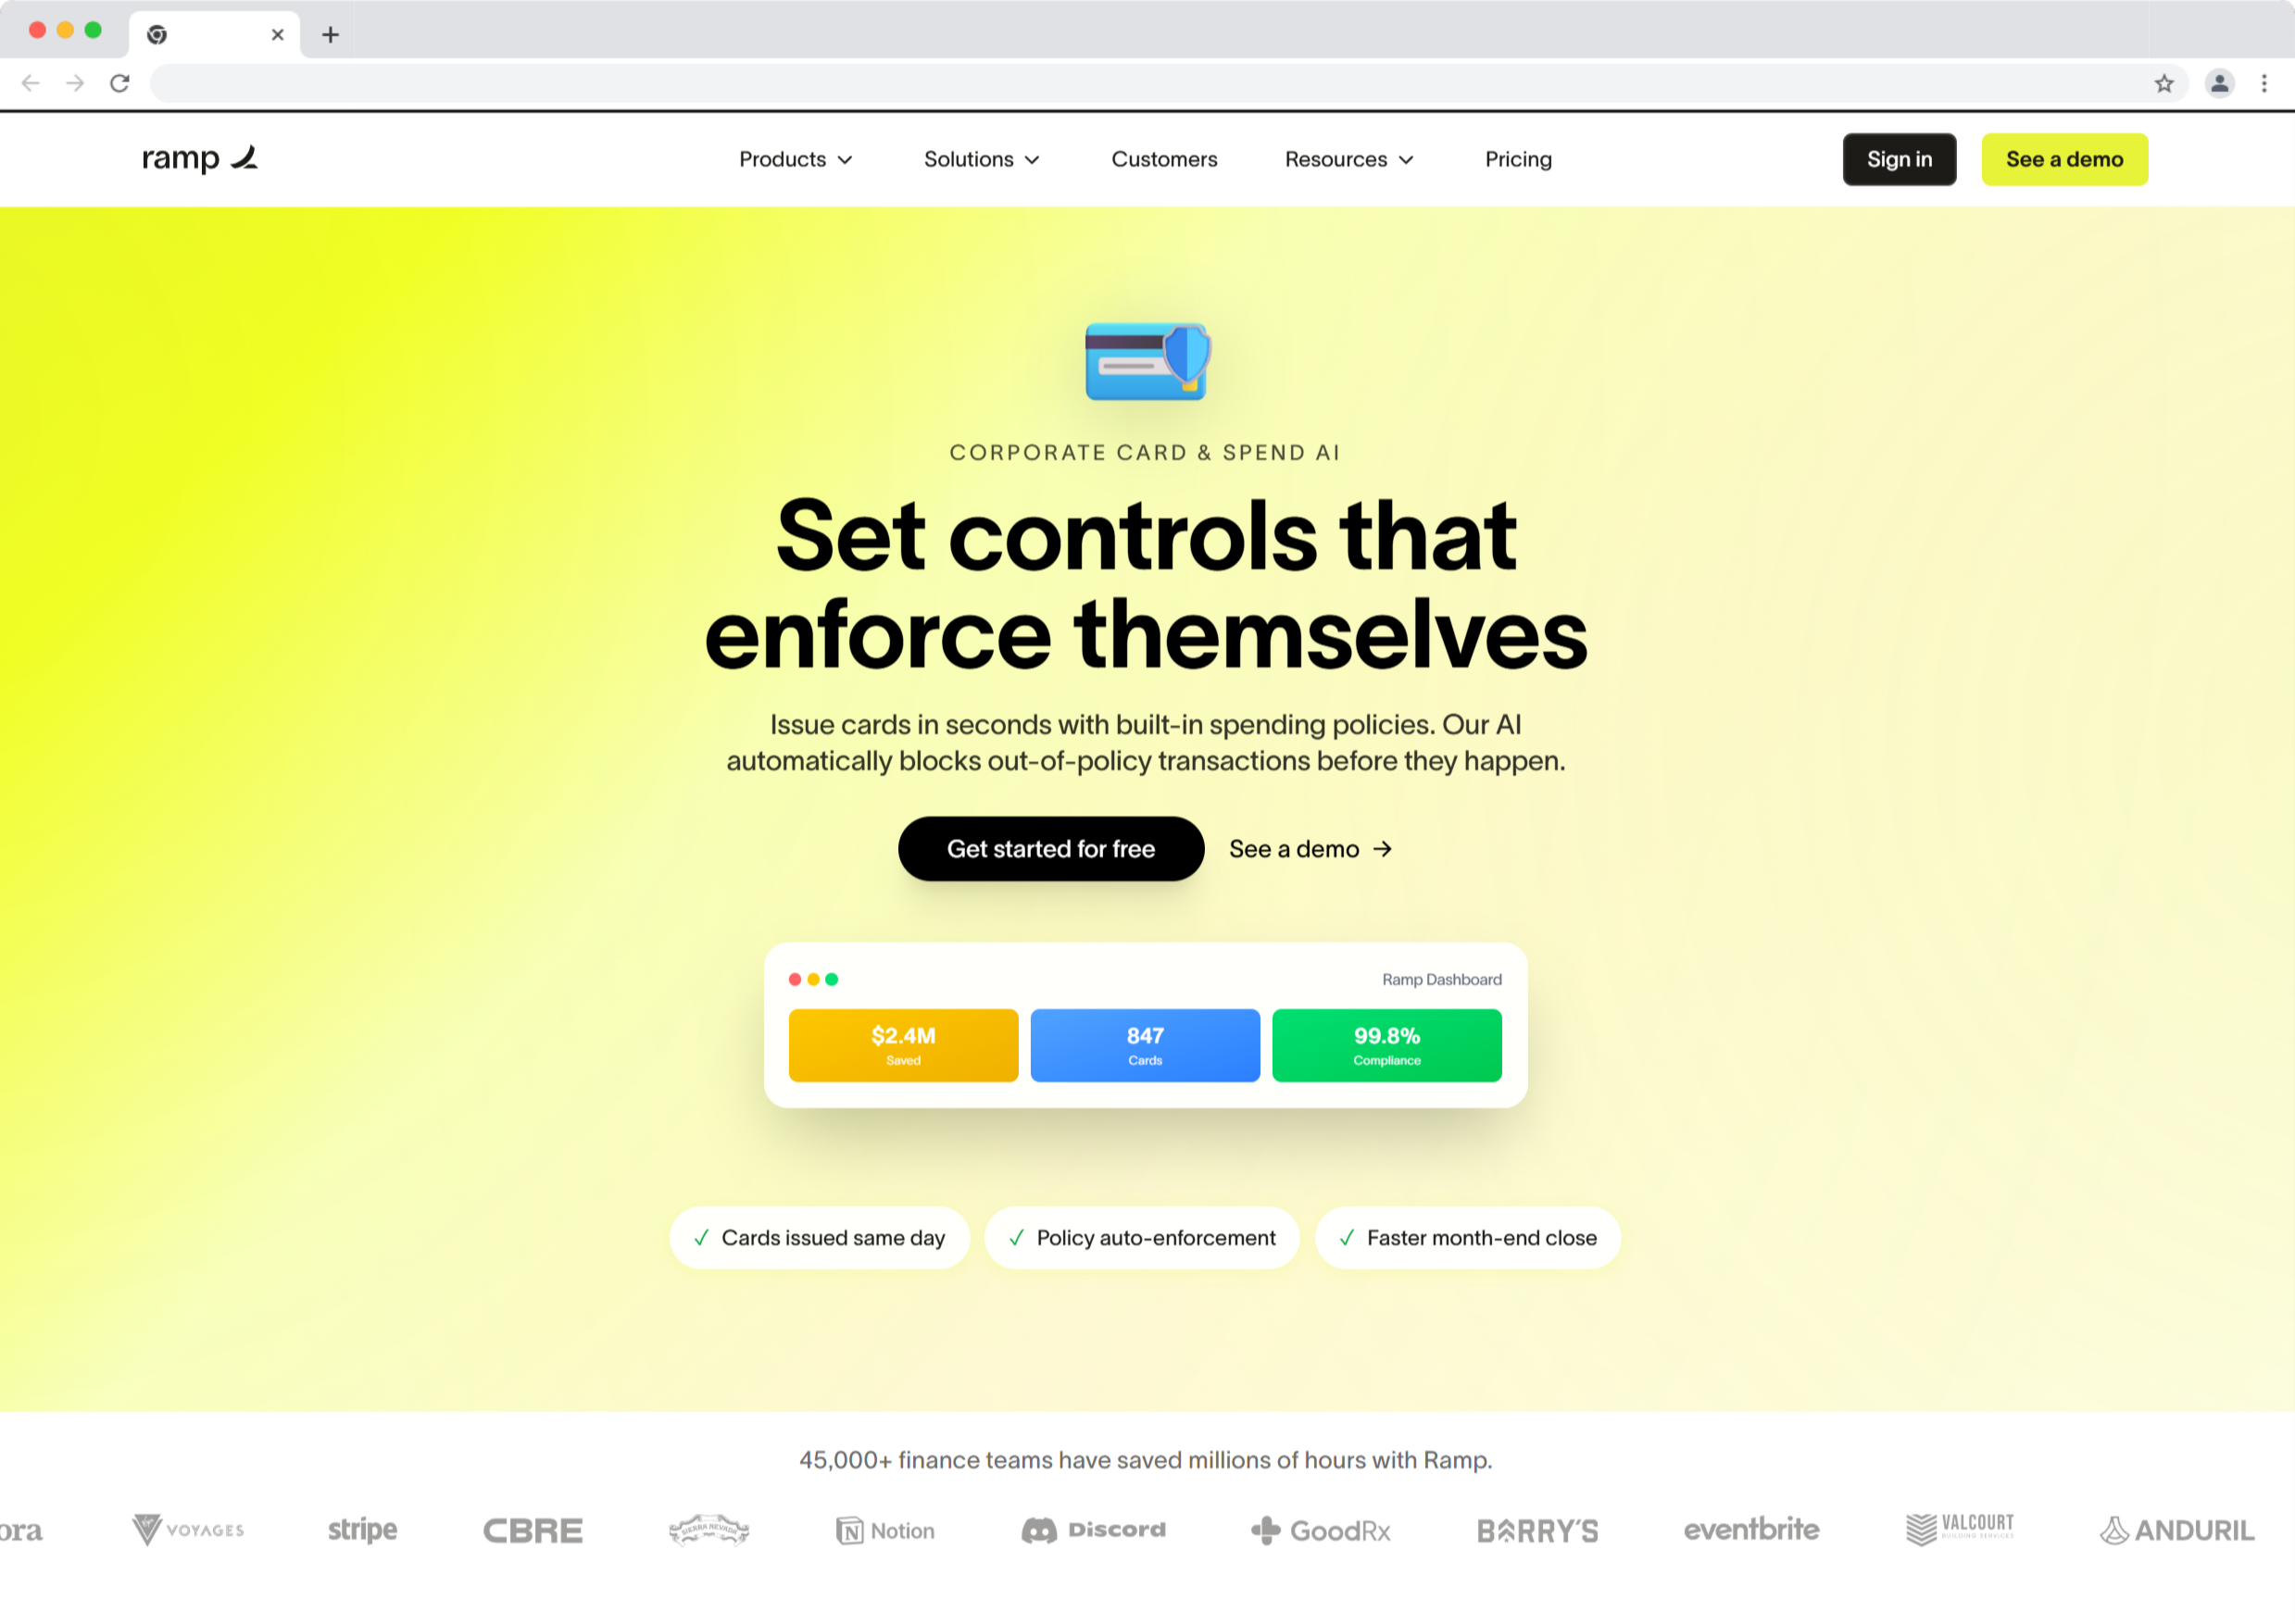 ramp
Products
Solutions
Customers
Resources
Pricing
Sign in
See a demo
CORPORATE CARD & SPEND AI
Set controls that
enforce themselves
Issue cards in seconds with built-in spending policies. Our AI
automatically blocks out-of-policy transactions before they happen.
Get started for free
See a demo →
Ramp Dashboard
$2.4M
Saved
847
Cards
99.8%
Compliance
✓ Cards issued same day
✓ Policy auto-enforcement
✓ Faster month-end close
45,000+ finance teams have saved millions of hours with Ramp.
ora
VOYAGES
stripe
CBRE
SIERRA NEVADA
Notion
Discord
GoodRx
BARRY'S
eventbrite
VALCOURT
BUILDING SERVICES
ANDURIL